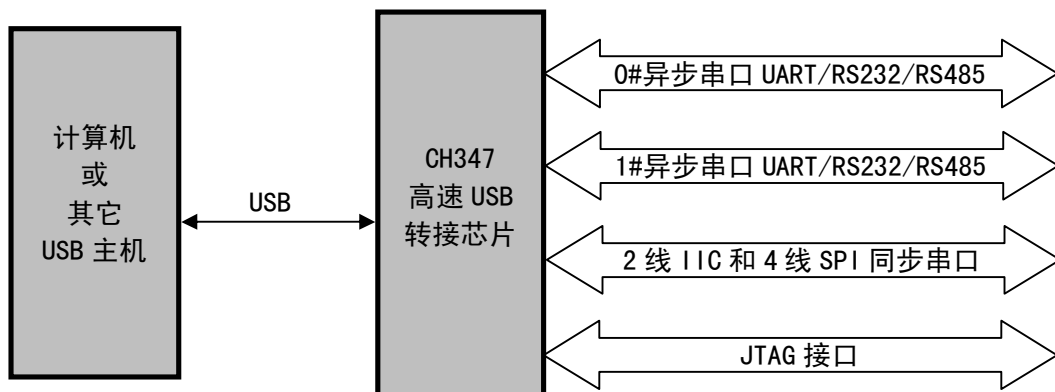 计算机
或
其它
USB 主机
USB
CH347
高速 USB
转接芯片
0#异步串口 UART/RS232/RS485
1#异步串口 UART/RS232/RS485
2 线 IIC 和 4 线 SPI 同步串口
JTAG 接口